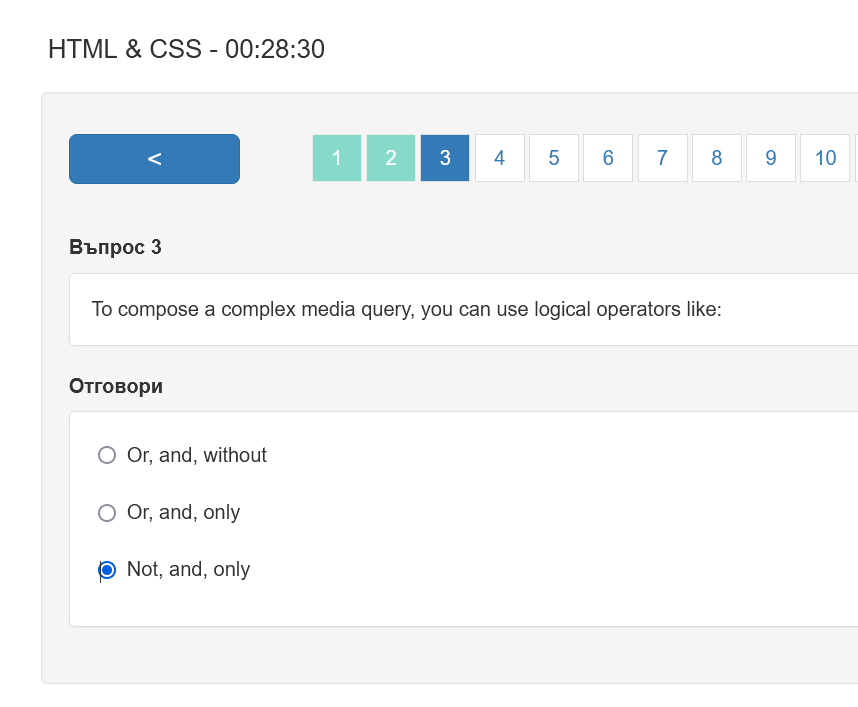 HTML & CSS - 00:28:30
< 1 2 3 4 5 6 7 8 9 10
Въпрос 3
To compose a complex media query, you can use logical operators like:
Отговори
Or, and, without
Or, and, only
Not, and, only